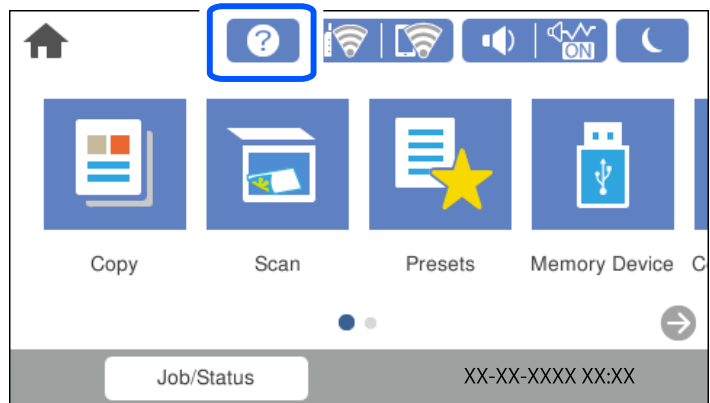 ?
ON
Copy Scan Presets Memory Device C
Job/Status XX-XX-XXXX XX:XX